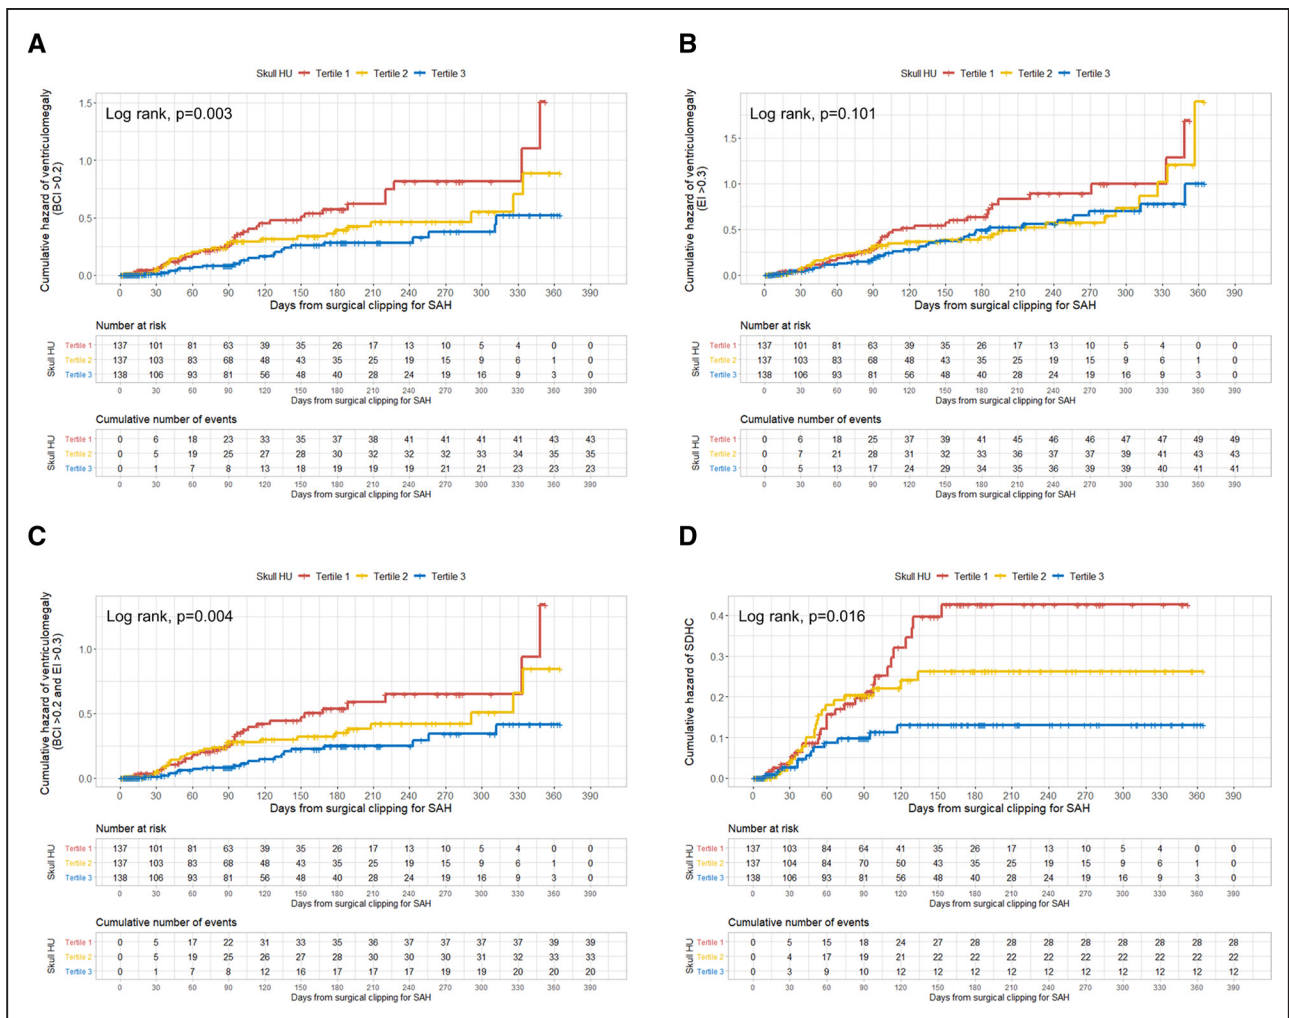 A
Skull HU Tertile 1 Tertile 2 Tertile 3
Log rank, p=0.003
Cumulative hazard of ventriculomegaly
(BCI >0.2)
1.5
1.0
0.5
0.0
0 30 60 90 120 150 180 210 240 270 300 330 360 390
Days from surgical clipping for SAH
Number at risk
Skull HU
Tertile 1 137 101 81 63 39 35 26 17 13 10 5 4 0 0
Tertile 2 137 103 83 68 48 43 35 25 19 15 9 6 1 0
Tertile 3 138 106 93 81 56 48 40 28 24 19 16 9 3 0
0 30 60 90 120 150 180 210 240 270 300 330 360 390
Days from surgical clipping for SAH
Cumulative number of events
Skull HU
Tertile 1 0 6 18 23 33 35 37 38 41 41 41 41 43 43
Tertile 2 0 5 19 25 27 28 30 32 32 32 33 34 35 35
Tertile 3 0 1 7 8 13 18 19 19 19 21 21 23 23 23
0 30 60 90 120 150 180 210 240 270 300 330 360 390
Days from surgical clipping for SAH
B
Skull HU Tertile 1 Tertile 2 Tertile 3
Log rank, p=0.101
Cumulative hazard of ventriculomegaly
(EI >0.3)
1.5
1.0
0.5
0.0
0 30 60 90 120 150 180 210 240 270 300 330 360 390
Days from surgical clipping for SAH
Number at risk
Skull HU
Tertile 1 137 101 81 63 39 35 26 17 13 10 5 4 0 0
Tertile 2 137 103 83 68 48 43 35 25 19 15 9 6 1 0
Tertile 3 138 106 93 81 56 48 40 28 24 19 16 9 3 0
0 30 60 90 120 150 180 210 240 270 300 330 360 390
Days from surgical clipping for SAH
Cumulative number of events
Skull HU
Tertile 1 0 6 18 25 37 39 41 45 46 46 47 47 49 49
Tertile 2 0 7 21 28 31 32 33 36 37 37 39 41 43 43
Tertile 3 0 5 13 17 24 29 34 35 36 39 39 40 41 41
0 30 60 90 120 150 180 210 240 270 300 330 360 390
Days from surgical clipping for SAH
C
Skull HU Tertile 1 Tertile 2 Tertile 3
Log rank, p=0.004
Cumulative hazard of ventriculomegaly
(BCI >0.2 and EI >0.3)
1.0
0.5
0.0
0 30 60 90 120 150 180 210 240 270 300 330 360 390
Days from surgical clipping for SAH
Number at risk
Skull HU
Tertile 1 137 101 81 63 39 35 26 17 13 10 5 4 0 0
Tertile 2 137 103 83 68 48 43 35 25 19 15 9 6 1 0
Tertile 3 138 106 93 81 56 48 40 28 24 19 16 9 3 0
0 30 60 90 120 150 180 210 240 270 300 330 360 390
Days from surgical clipping for SAH
Cumulative number of events
Skull HU
Tertile 1 0 5 17 22 31 33 35 36 37 37 37 37 39 39
Tertile 2 0 5 19 25 26 27 28 30 30 30 31 32 33 33
Tertile 3 0 1 7 8 12 16 17 17 17 19 19 20 20 20
0 30 60 90 120 150 180 210 240 270 300 330 360 390
Days from surgical clipping for SAH
D
Skull HU Tertile 1 Tertile 2 Tertile 3
Log rank, p=0.016
Cumulative hazard of SDHC
0.4
0.3
0.2
0.1
0.0
0 30 60 90 120 150 180 210 240 270 300 330 360 390
Days from surgical clipping for SAH
Number at risk
Skull HU
Tertile 1 137 103 84 64 41 35 26 17 13 10 5 4 0 0
Tertile 2 137 104 84 70 50 43 35 25 19 15 9 6 1 0
Tertile 3 138 106 93 81 56 48 40 28 24 19 16 9 3 0
0 30 60 90 120 150 180 210 240 270 300 330 360 390
Days from surgical clipping for SAH
Cumulative number of events
Skull HU
Tertile 1 0 5 15 18 24 27 28 28 28 28 28 28 28 28
Tertile 2 0 4 17 19 21 22 22 22 22 22 22 22 22 22
Tertile 3 0 3 9 10 12 12 12 12 12 12 12 12 12 12
0 30 60 90 120 150 180 210 240 270 300 330 360 390
Days from surgical clipping for SAH